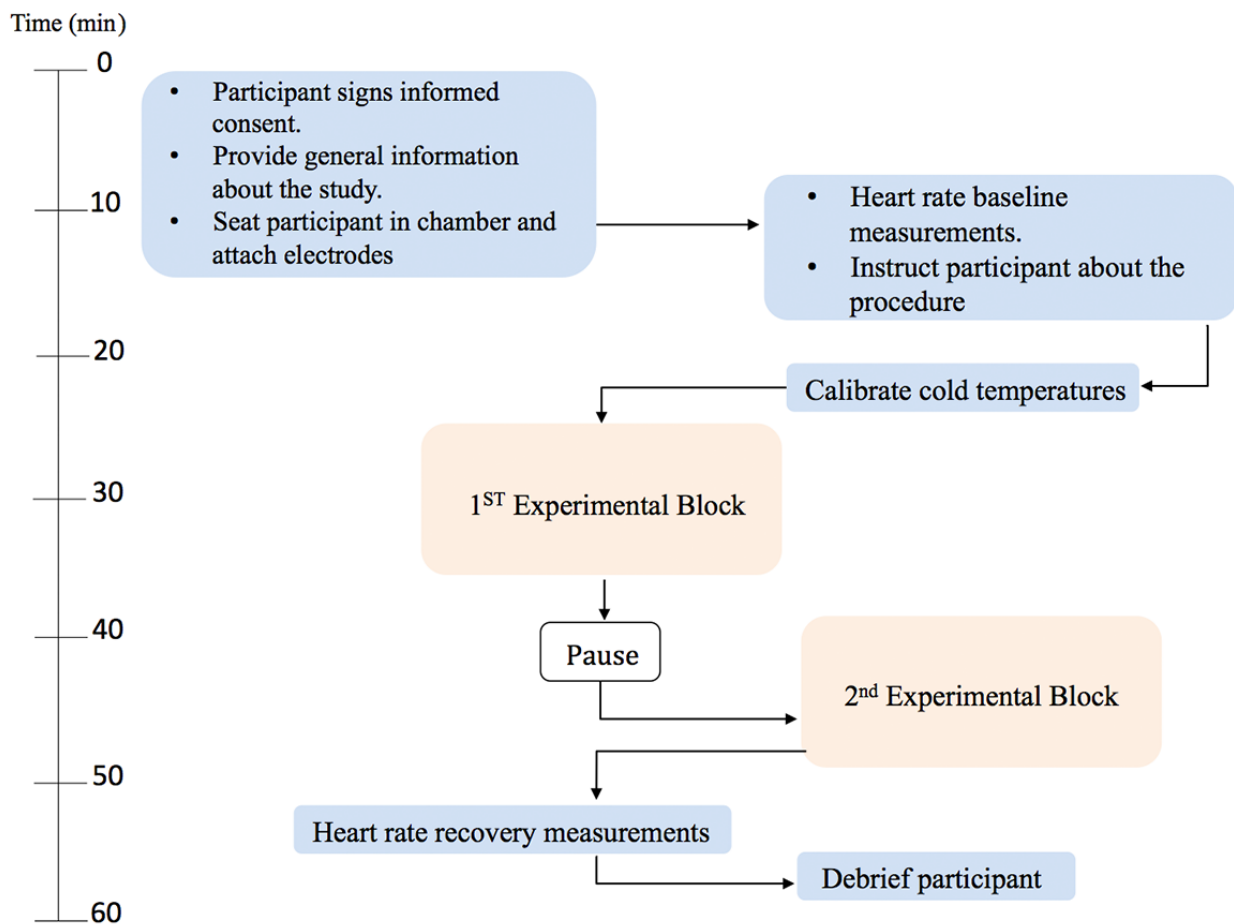 Time (min)
0
• Participant signs informed
consent.
• Provide general information
about the study.
• Seat participant in chamber and
attach electrodes
10
• Heart rate baseline
measurements.
• Instruct participant about the
procedure
20
Calibrate cold temperatures
30
1ST Experimental Block
40
Pause
2nd Experimental Block
50
Heart rate recovery measurements
Debrief participant
60